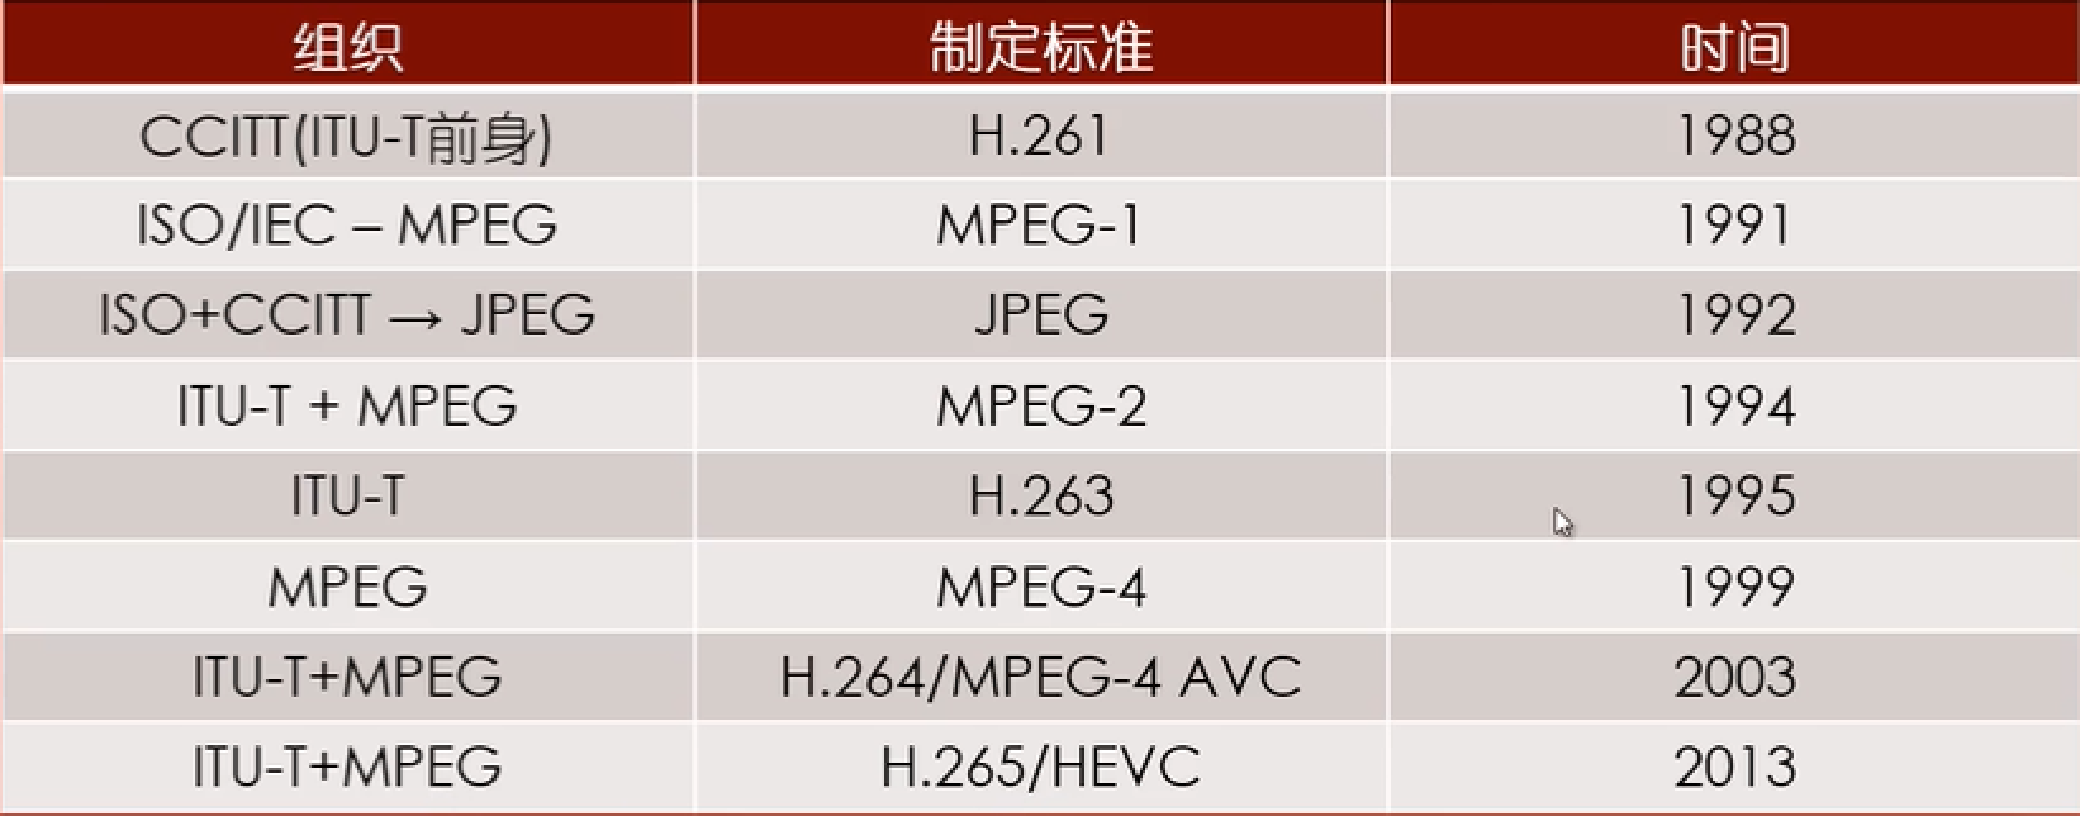 组织 制定标准 时间
CCITT(ITU-T前身) H.261 1988
ISO/IEC – MPEG MPEG-1 1991
ISO+CCITT → JPEG JPEG 1992
ITU-T + MPEG MPEG-2 1994
ITU-T H.263 1995
MPEG MPEG-4 1999
ITU-T+MPEG H.264/MPEG-4 AVC 2003
ITU-T+MPEG H.265/HEVC 2013